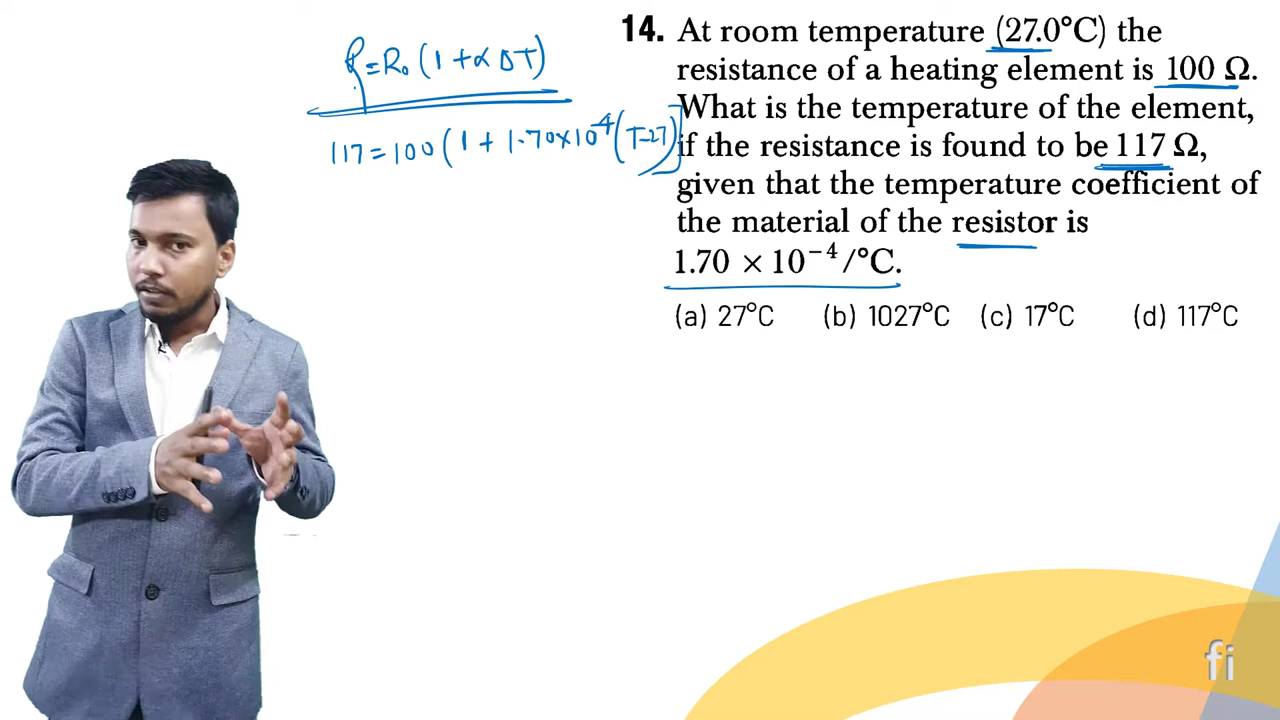 R=R₀(1+αΔT)
117=100(1+1.70×10⁻⁴(T-27)]
14. At room temperature (27.0°C) the
resistance of a heating element is 100 Ω.
What is the temperature of the element,
if the resistance is found to be 117 Ω,
given that the temperature coefficient of
the material of the resistor is
1.70 × 10⁻⁴/°C.
(a) 27°C (b) 1027°C (c) 17°C (d) 117°C
fi